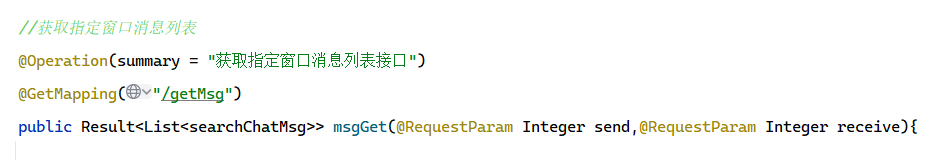 //获取指定窗口消息列表
@Operation(summary = "获取指定窗口消息列表接口")
@GetMapping("/getMsg")
public Result<List<searchChatMsg>> msgGet(@RequestParam Integer send,@RequestParam Integer receive){